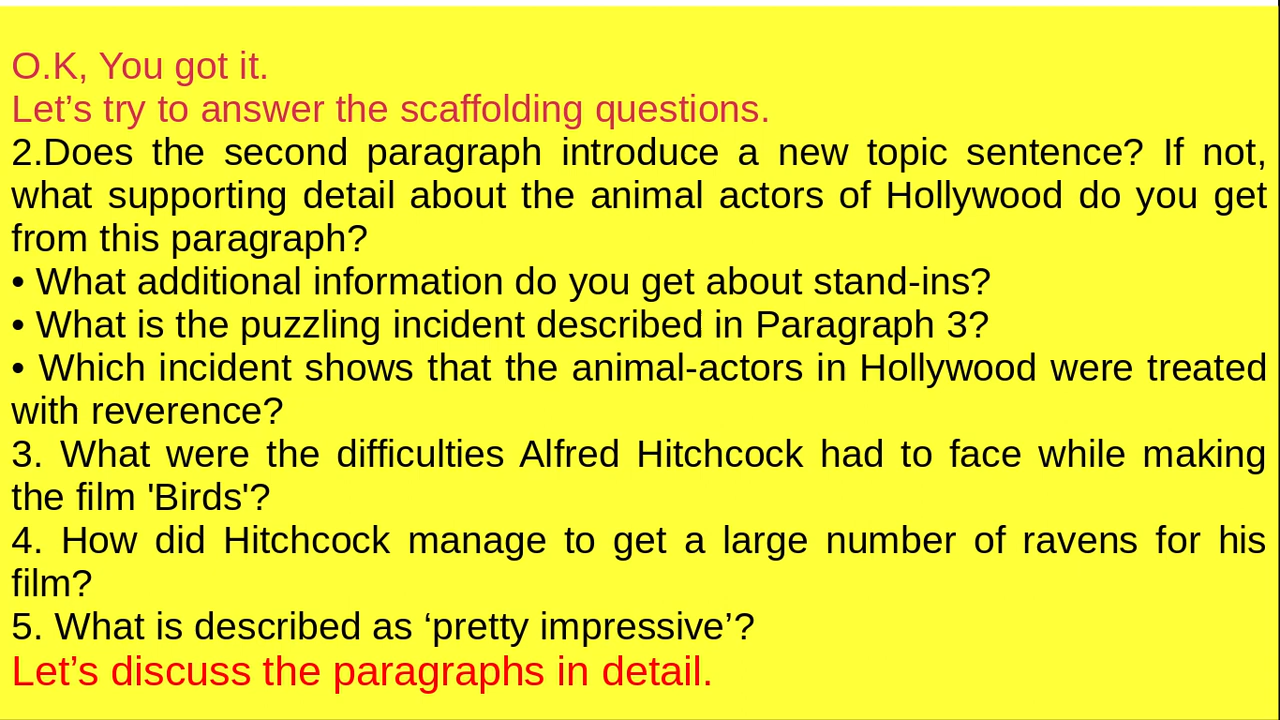 O.K, You got it.
Let’s try to answer the scaffolding questions.
2.Does the second paragraph introduce a new topic sentence? If not,
what supporting detail about the animal actors of Hollywood do you get
from this paragraph?
• What additional information do you get about stand-ins?
• What is the puzzling incident described in Paragraph 3?
• Which incident shows that the animal-actors in Hollywood were treated
with reverence?
3. What were the difficulties Alfred Hitchcock had to face while making
the film 'Birds'?
4. How did Hitchcock manage to get a large number of ravens for his
film?
5. What is described as ‘pretty impressive’?
Let’s discuss the paragraphs in detail.